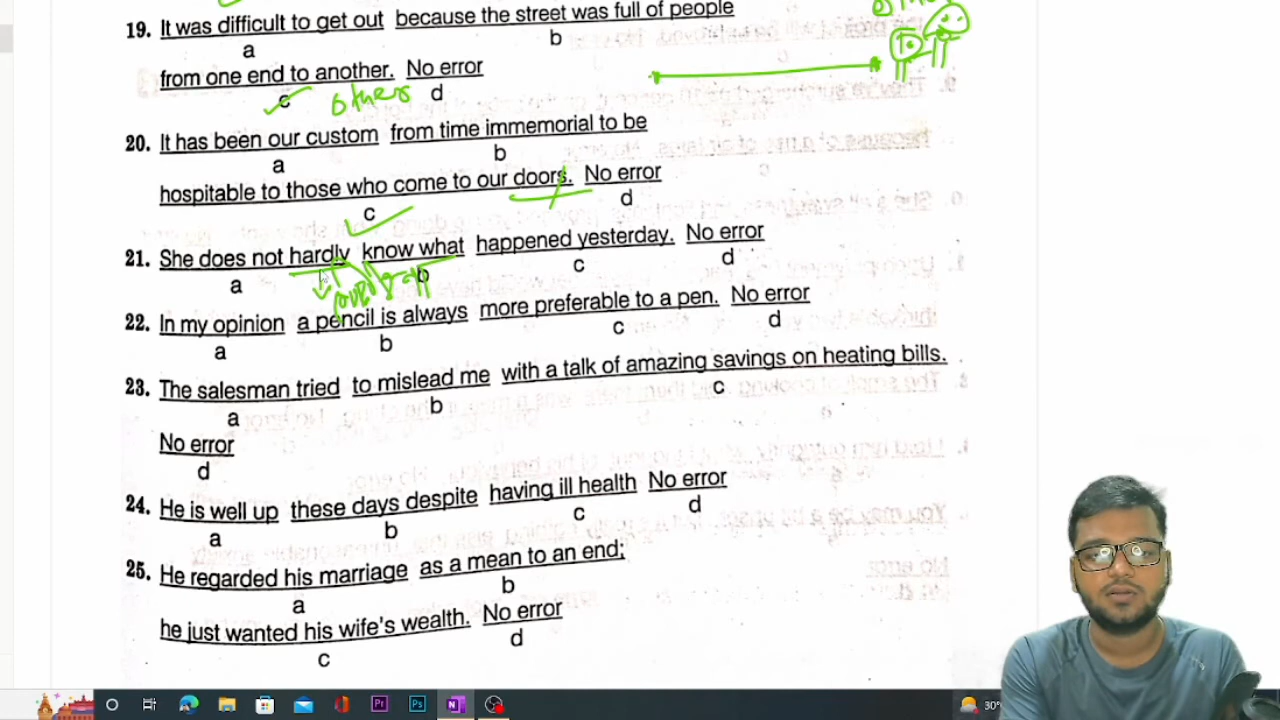 19. It was difficult to get out because the street was full of people
a b
from one end to another. No error
c others d
20. It has been our custom from time immemorial to be
a b
hospitable to those who come to our doors. No error
c d
21. She does not hardly know what happened yesterday. No error
a b c d
22. In my opinion a pencil is always more preferable to a pen. No error
a b c d
23. The salesman tried to mislead me with a talk of amazing savings on heating bills.
a b c
No error
d
24. He is well up these days despite having ill health No error
a b c d
25. He regarded his marriage as a mean to an end;
a b
he just wanted his wife's wealth. No error
c d
Pr Ps N 30°